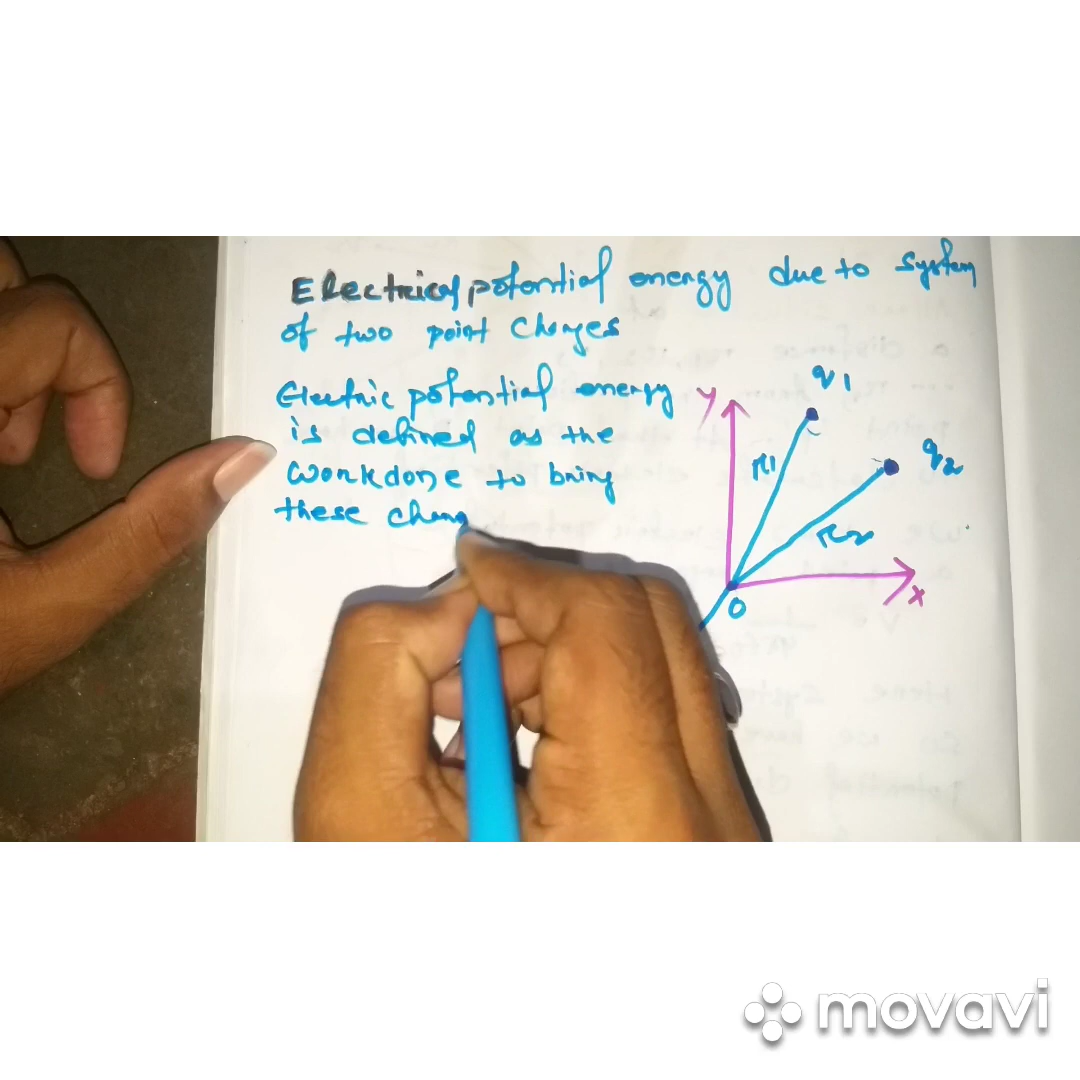 Electrical potential energy due to system
of two point charges
Electric potential energy
is defined as the
workdone to bring
these charg
y
q1
r1
q2
r2
x
O
movavi